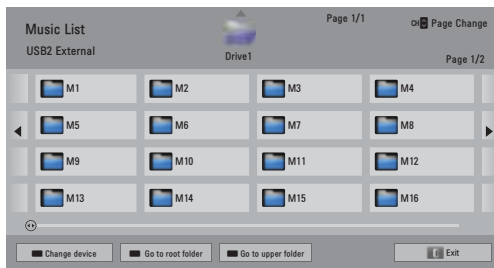 Music List
Page 1/1
CH Page Change
USB2 External
Drive1
Page 1/2
M1 M2 M3 M4
M5 M6 M7 M8
M9 M10 M11 M12
M13 M14 M15 M16
Change device Go to root folder Go to upper folder Exit